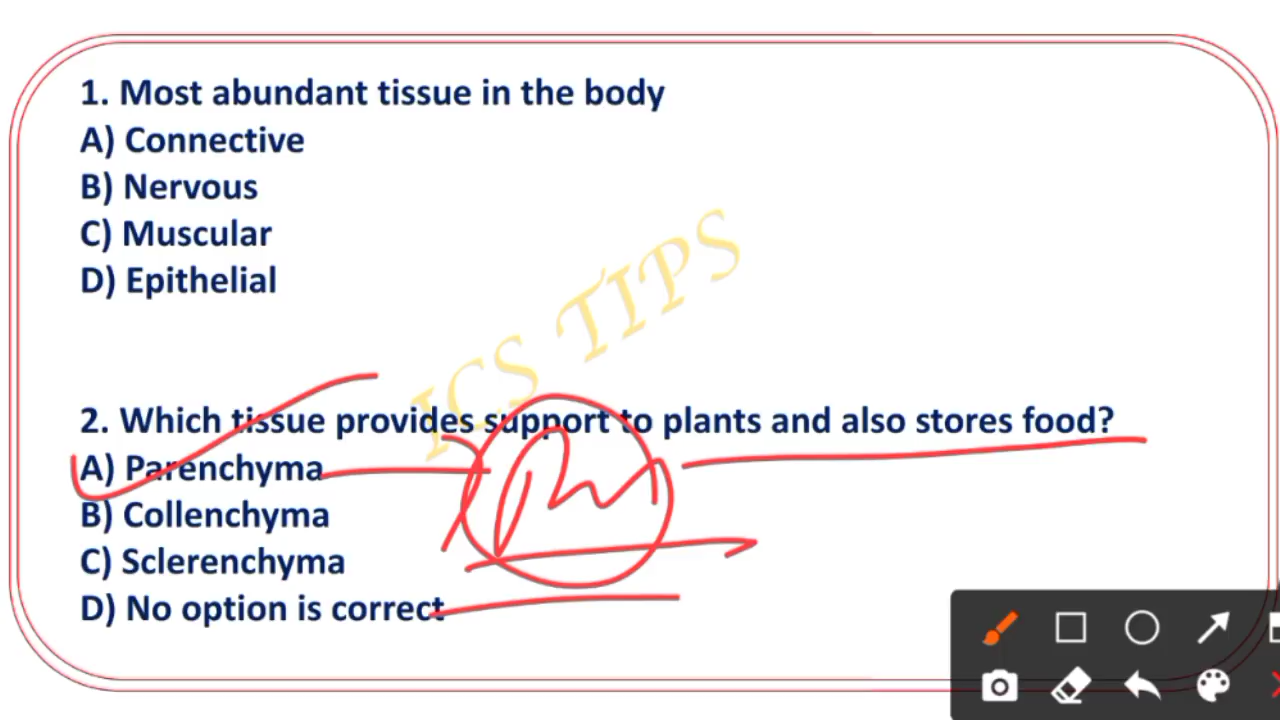 1. Most abundant tissue in the body
A) Connective
B) Nervous
C) Muscular
D) Epithelial
ICS TIPS
2. Which tissue provides support to plants and also stores food?
A) Parenchyma
B) Collenchyma
C) Sclerenchyma
D) No option is correct